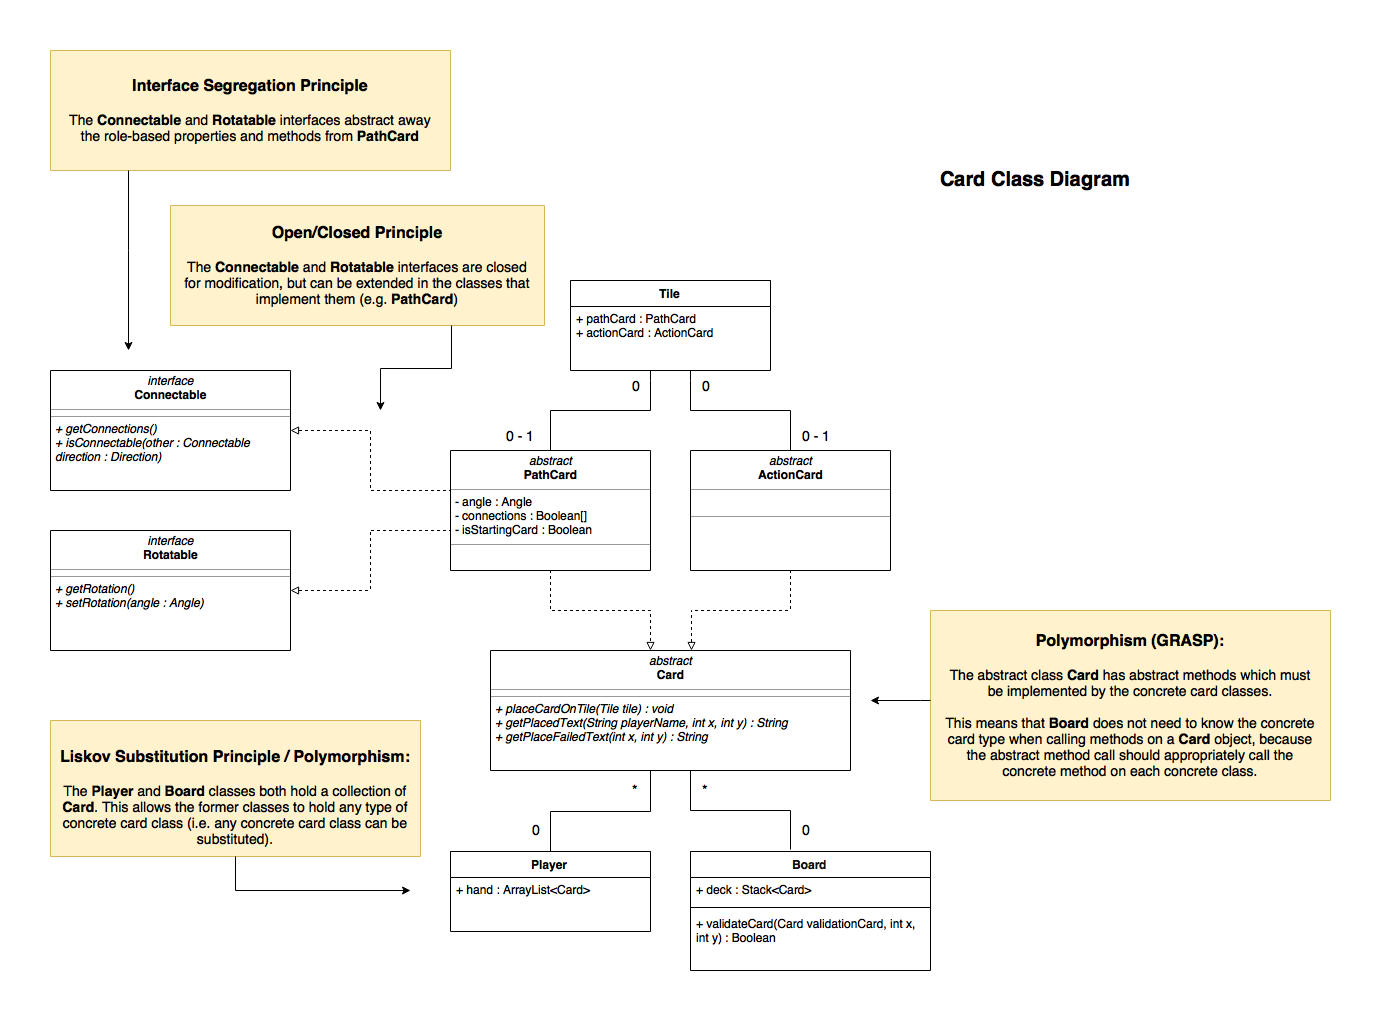 Interface Segregation Principle
The Connectable and Rotatable interfaces abstract away
the role-based properties and methods from PathCard
Card Class Diagram
Open/Closed Principle
The Connectable and Rotatable interfaces are closed
for modification, but can be extended in the classes that
implement them (e.g. PathCard)
Tile
+ pathCard : PathCard
+ actionCard : ActionCard
0
0
0 - 1
0 - 1
interface
Connectable
+ getConnections()
+ isConnectable(other : Connectable
direction : Direction)
abstract
PathCard
- angle : Angle
- connections : Boolean[]
- isStartingCard : Boolean
abstract
ActionCard
interface
Rotatable
+ getRotation()
+ setRotation(angle : Angle)
abstract
Card
+ placeCardOnTile(Tile tile) : void
+ getPlacedText(String playerName, int x, int y) : String
+ getPlaceFailedText(int x, int y) : String
Polymorphism (GRASP):
The abstract class Card has abstract methods which must
be implemented by the concrete card classes.
This means that Board does not need to know the concrete
card type when calling methods on a Card object, because
the abstract method call should appropriately call the
concrete method on each concrete class.
Liskov Substitution Principle / Polymorphism:
The Player and Board classes both hold a collection of
Card. This allows the former classes to hold any type of
concrete card class (i.e. any concrete card class can be
substituted).
*
*
0
0
Player
+ hand : ArrayList<Card>
Board
+ deck : Stack<Card>
+ validateCard(Card validationCard, int x,
int y) : Boolean